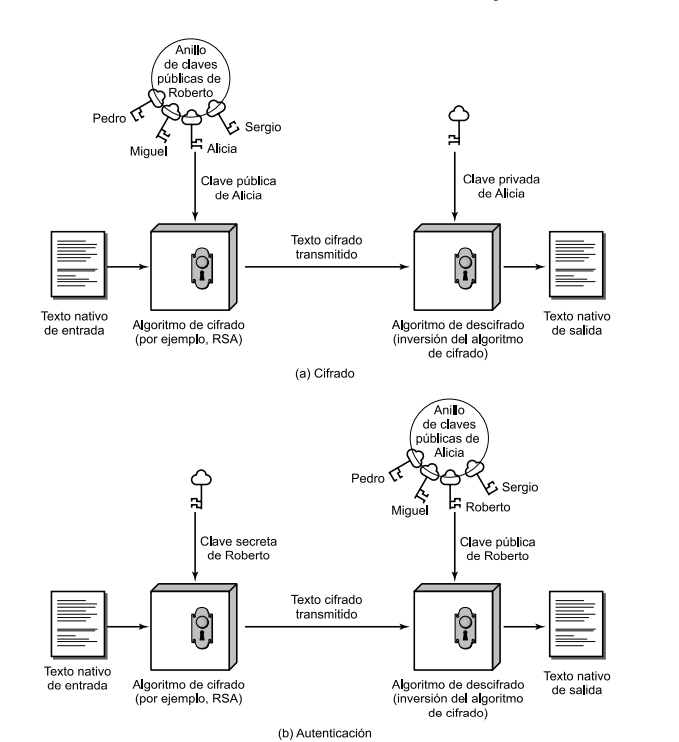 Anillo
de claves
públicas de
Roberto
Pedro
Miguel
Alicia
Sergio
Clave pública
de Alicia
Clave privada
de Alicia
Texto nativo
de entrada
Algoritmo de cifrado
(por ejemplo, RSA)
Texto cifrado
transmitido
Algoritmo de descifrado
(inversión del algoritmo
de cifrado)
Texto nativo
de salida
(a) Cifrado
Anillo
de claves
públicas de
Alicia
Pedro
Miguel
Roberto
Sergio
Clave secreta
de Roberto
Clave pública
de Roberto
Texto nativo
de entrada
Algoritmo de cifrado
(por ejemplo, RSA)
Texto cifrado
transmitido
Algoritmo de descifrado
(inversión del algoritmo
de cifrado)
Texto nativo
de salida
(b) Autenticación